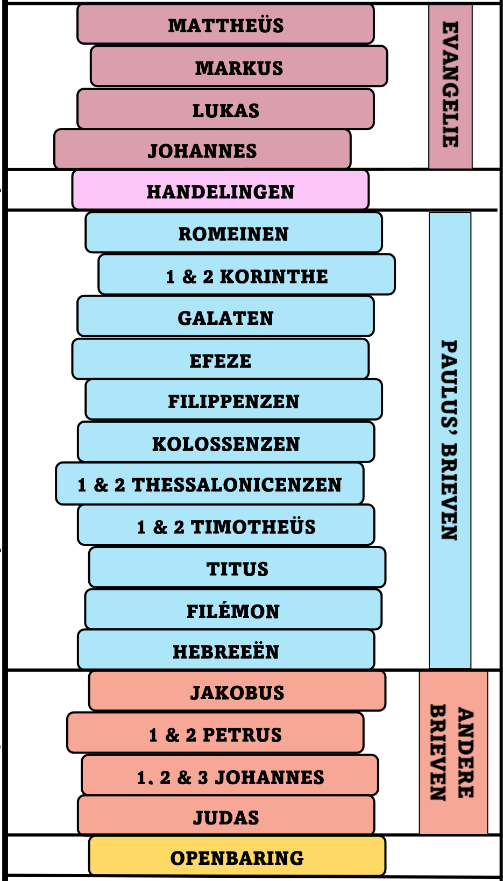 MATTHEÜS
MARKUS
LUKAS
JOHANNES
EVANGELIE
HANDELINGEN
ROMEINEN
1 & 2 KORINTHE
GALATEN
EFEZE
FILIPPENZEN
KOLOSSENZEN
1 & 2 THESSALONICENZEN
1 & 2 TIMOTHEÜS
TITUS
FILÉMON
HEBREEËN
PAULUS’ BRIEVEN
JAKOBUS
1 & 2 PETRUS
1. 2 & 3 JOHANNES
JUDAS
ANDERE
BRIEVEN
OPENBARING